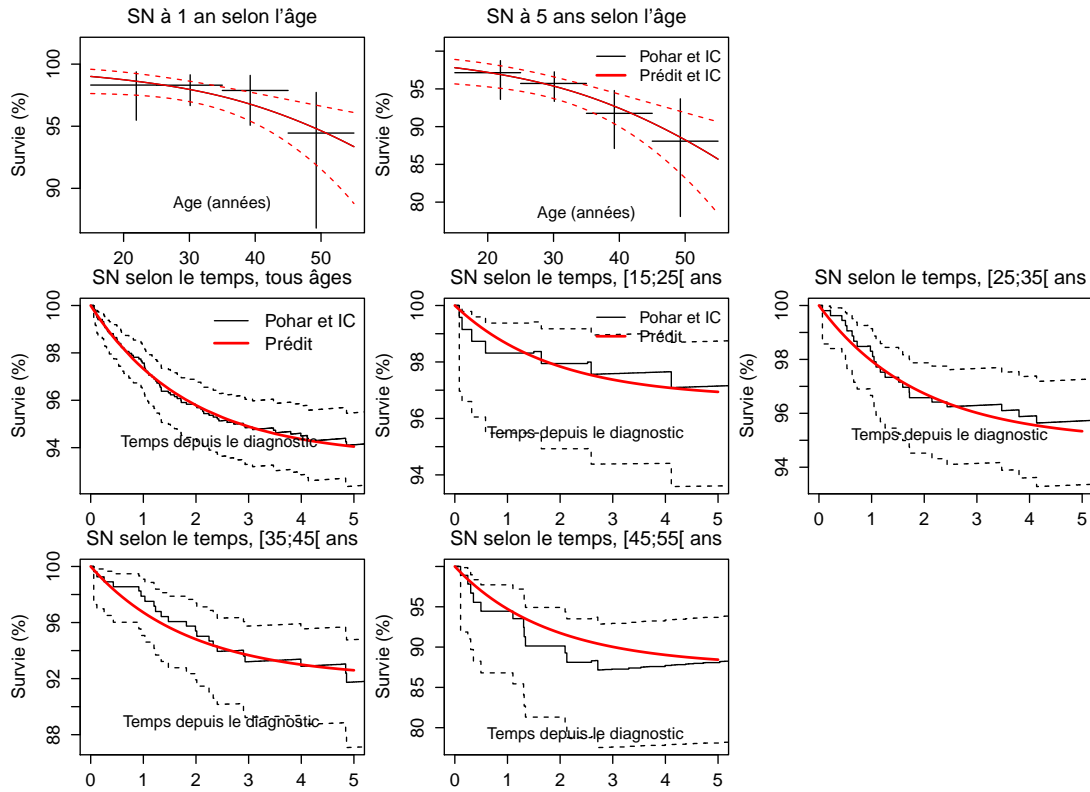 SN à 1 an selon l'âge
Survie (%)
100
95
90
Age (années)
20 30 40 50
SN à 5 ans selon l'âge
Survie (%)
95
90
85
80
Pohar et IC
Prédit et IC
Age (années)
20 30 40 50
SN selon le temps, tous âges
Survie (%)
100
98
96
94
Pohar et IC
Prédit
Temps depuis le diagnostic
0 1 2 3 4 5
SN selon le temps, [15;25[ ans
Survie (%)
100
98
96
94
Pohar et IC
Prédit
Temps depuis le diagnostic
0 1 2 3 4 5
SN selon le temps, [25;35[ ans
Survie (%)
100
98
96
94
Temps depuis le diagnostic
0 1 2 3 4 5
SN selon le temps, [35;45[ ans
Survie (%)
100
96
92
88
Temps depuis le diagnostic
0 1 2 3 4 5
SN selon le temps, [45;55[ ans
Survie (%)
95
90
85
80
Temps depuis le diagnostic
0 1 2 3 4 5